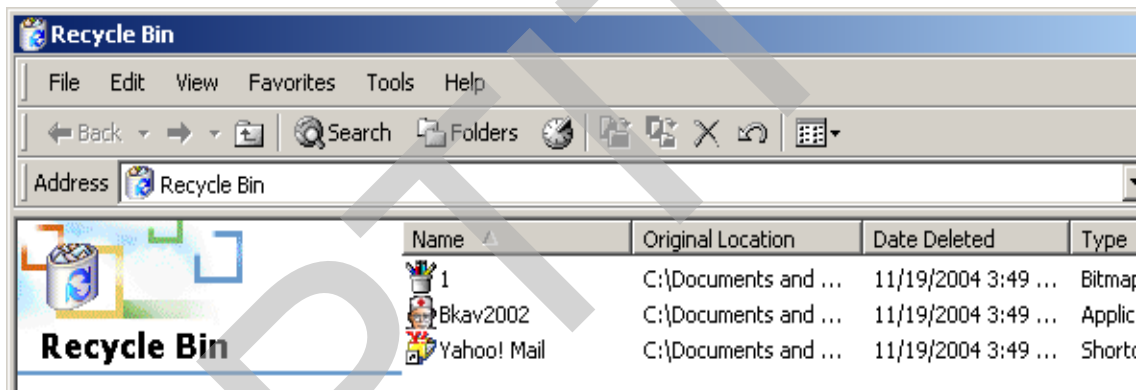 Recycle Bin
File Edit View Favorites Tools Help
Back Search Folders
Address Recycle Bin
Name Original Location Date Deleted Type
1 C:\Documents and ... 11/19/2004 3:49 ... Bitmap
Bkav2002 C:\Documents and ... 11/19/2004 3:49 ... Applic
Recycle Bin
Yahoo! Mail C:\Documents and ... 11/19/2004 3:49 ... Shortc